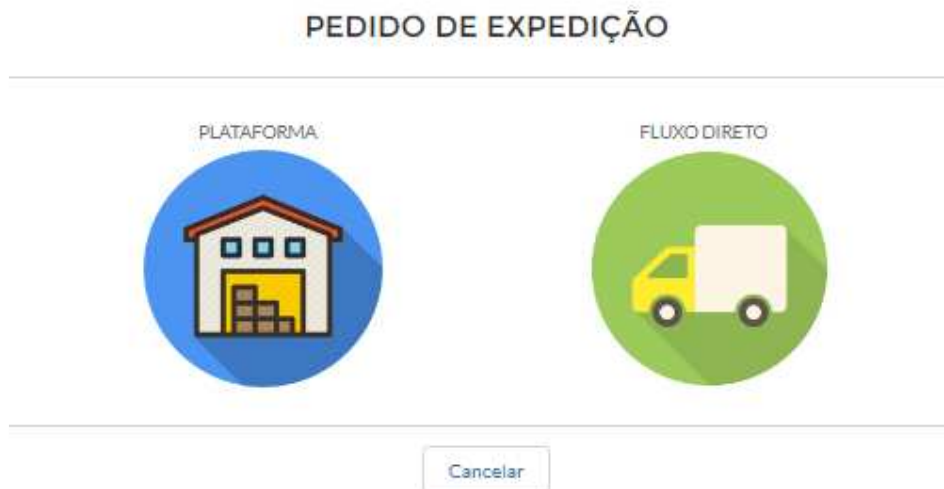 PEDIDO DE EXPEDIÇÃO
PLATAFORMA
FLUXO DIRETO
Cancelar